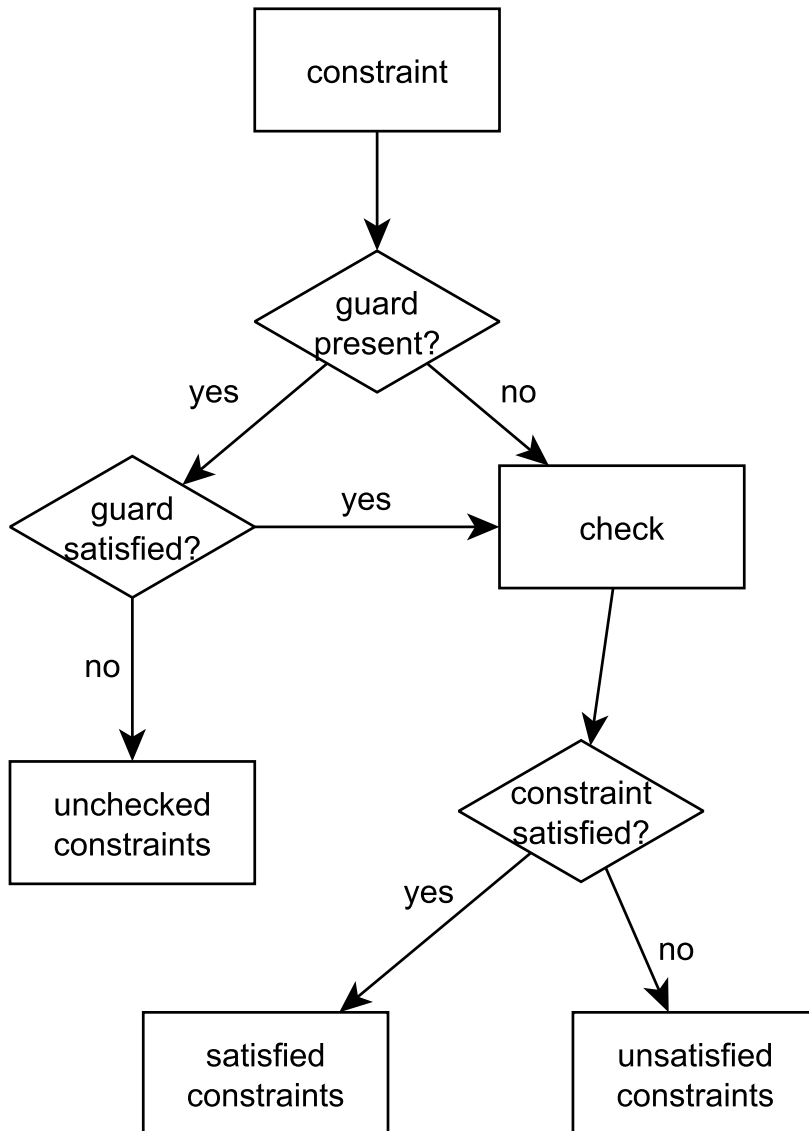 constraint
guard
present?
yes
no
guard
satisfied?
yes
check
no
unchecked
constraints
constraint
satisfied?
yes
no
satisfied
constraints
unsatisfied
constraints